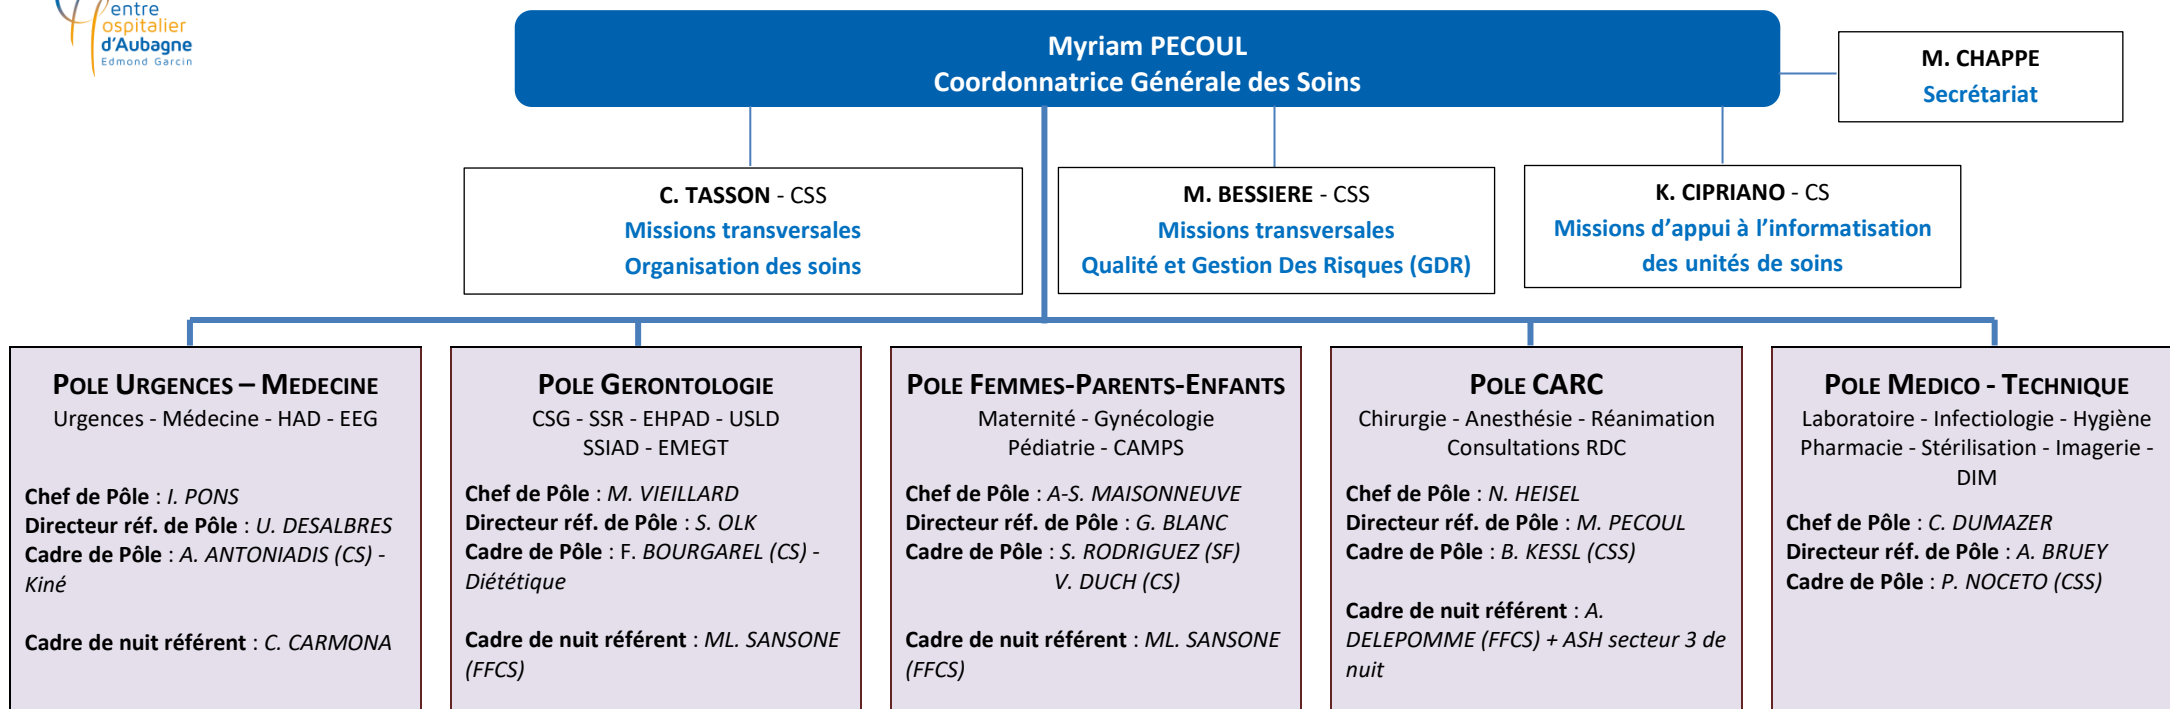 entre
ospitalier
d'Aubagne
Edmond Garcin
Myriam PECOUL
Coordonnatrice Générale des Soins
M. CHAPPE
Secrétariat
C. TASSON - CSS
Missions transversales
Organisation des soins
M. BESSIERE - CSS
Missions transversales
Qualité et Gestion Des Risques (GDR)
K. CIPRIANO - CS
Missions d’appui à l’informatisation
des unités de soins
POLE URGENCES – MEDECINE
Urgences - Médecine - HAD - EEG
Chef de Pôle : I. PONS
Directeur réf. de Pôle : U. DESALBRES
Cadre de Pôle : A. ANTONIADIS (CS) -
Kiné
Cadre de nuit référent : C. CARMONA
POLE GERONTOLOGIE
CSG - SSR - EHPAD - USLD
SSIAD - EMEGT
Chef de Pôle : M. VIEILLARD
Directeur réf. de Pôle : S. OLK
Cadre de Pôle : F. BOURGAREL (CS) -
Diététique
Cadre de nuit référent : ML. SANSONE
(FFCS)
POLE FEMMES-PARENTS-ENFANTS
Maternité - Gynécologie
Pédiatrie - CAMPS
Chef de Pôle : A-S. MAISONNEUVE
Directeur réf. de Pôle : G. BLANC
Cadre de Pôle : S. RODRIGUEZ (SF)
V. DUCH (CS)
Cadre de nuit référent : ML. SANSONE
(FFCS)
POLE CARC
Chirurgie - Anesthésie - Réanimation
Consultations RDC
Chef de Pôle : N. HEISEL
Directeur réf. de Pôle : M. PECOUL
Cadre de Pôle : B. KESSL (CSS)
Cadre de nuit référent : A.
DELEPOMME (FFCS) + ASH secteur 3 de
nuit
POLE MEDICO - TECHNIQUE
Laboratoire - Infectiologie - Hygiène
Pharmacie - Stérilisation - Imagerie -
DIM
Chef de Pôle : C. DUMAZER
Directeur réf. de Pôle : A. BRUEY
Cadre de Pôle : P. NOCETO (CSS)